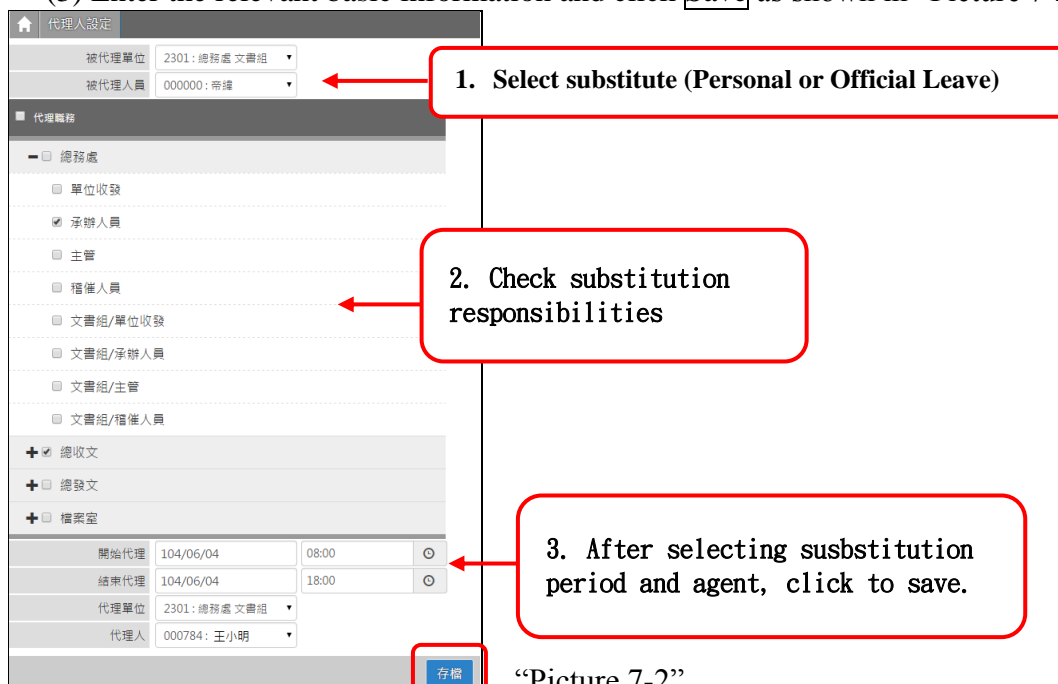 (3) Enter the relevant basic information and click Save as shown in "Picture 7-
代理人設定
被代理單位 2301 : 總務處 文書組
被代理人員 000000 : 帝緯
1. Select substitute (Personal or Official Leave)
代理職務
總務處
單位收發
承辦人員
主管
稽催人員
文書組/單位收發
文書組/承辦人員
文書組/主管
文書組/稽催人員
2. Check substitution
responsibilities
總收文
總發文
檔案室
開始代理 104/06/04 08:00
結束代理 104/06/04 18:00
代理單位 2301 : 總務處 文書組
代理人 000784 : 王小明
3. After selecting susbstitution
period and agent, click to save.
存檔
“Picture 7-2”